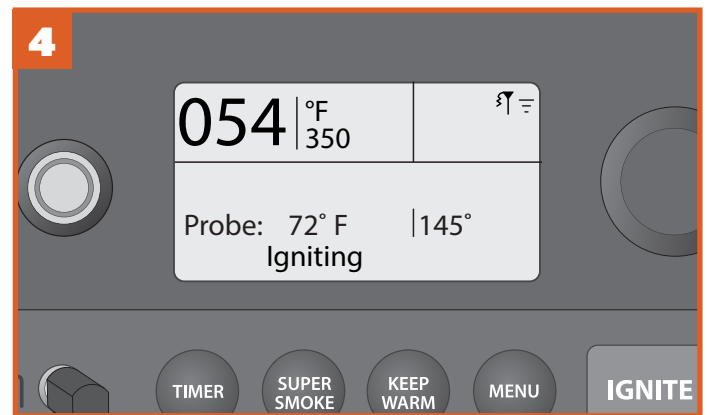 4
054 °F
350
Probe: 72° F 145°
Igniting
TIMER
SUPER
SMOKE
KEEP
WARM
MENU
IGNITE